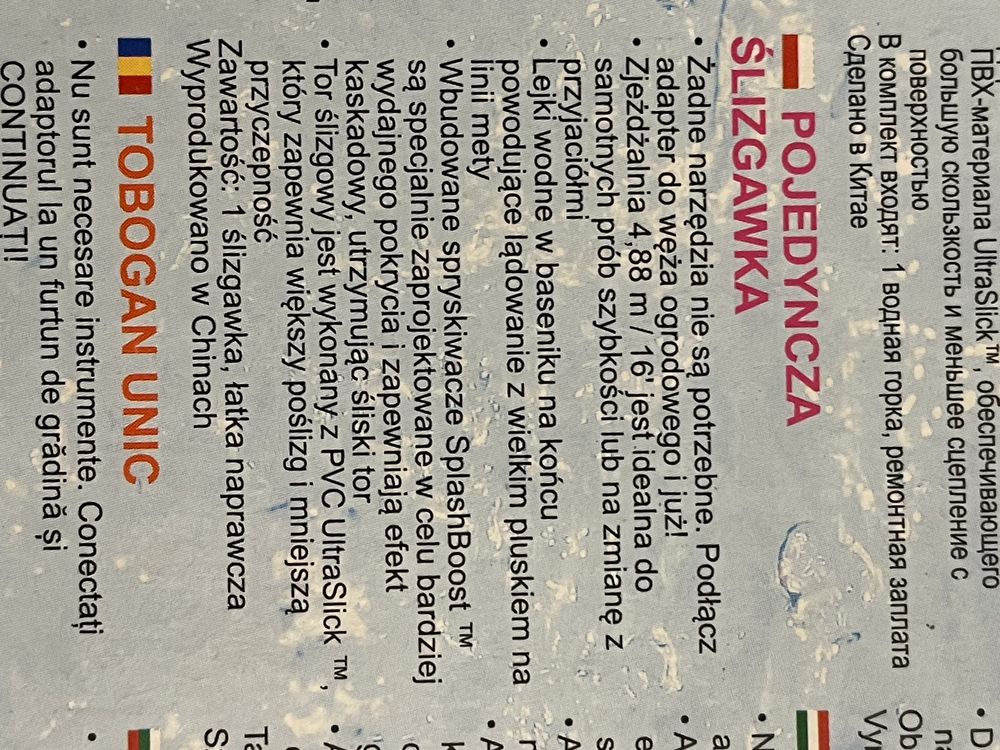 ПВХ-материала UltraSlick™, обеспечивающего
большую скользкость и меньшее сцепление с
поверхностью
В комплект входят: 1 водная горка, ремонтная заплата
Сделано в Китае
POJEDYNCZA
ŚLIZGAWKA
• Żadne narzędzia nie są potrzebne. Podłącz
adapter do węża ogrodowego i już!
• Zjeżdżalnia 4,88 m / 16' jest idealna do
samotnych prób szybkości lub na zmianę z
przyjaciółmi
• Lejki wodne w baseniku na końcu
powodujące lądowanie z wielkim pluskiem na
linii mety
• Wbudowane spryskiwacze SplashBoost ™
są specjalnie zaprojektowane w celu bardziej
wydajnego pokrycia i zapewniają efekt
kaskadowy, utrzymując śliski tor
• Tor ślizgowy jest wykonany z PVC UltraSlick ™,
który zapewnia większy poślizg i mniejszą
przyczepność
Zawartość: 1 ślizgawka, łatka naprawcza
Wyprodukowano w Chinach
TOBOGAN UNIC
• Nu sunt necesare instrumente. Conectați
adaptorul la un furtun de grădină și
CONTINUAȚI!